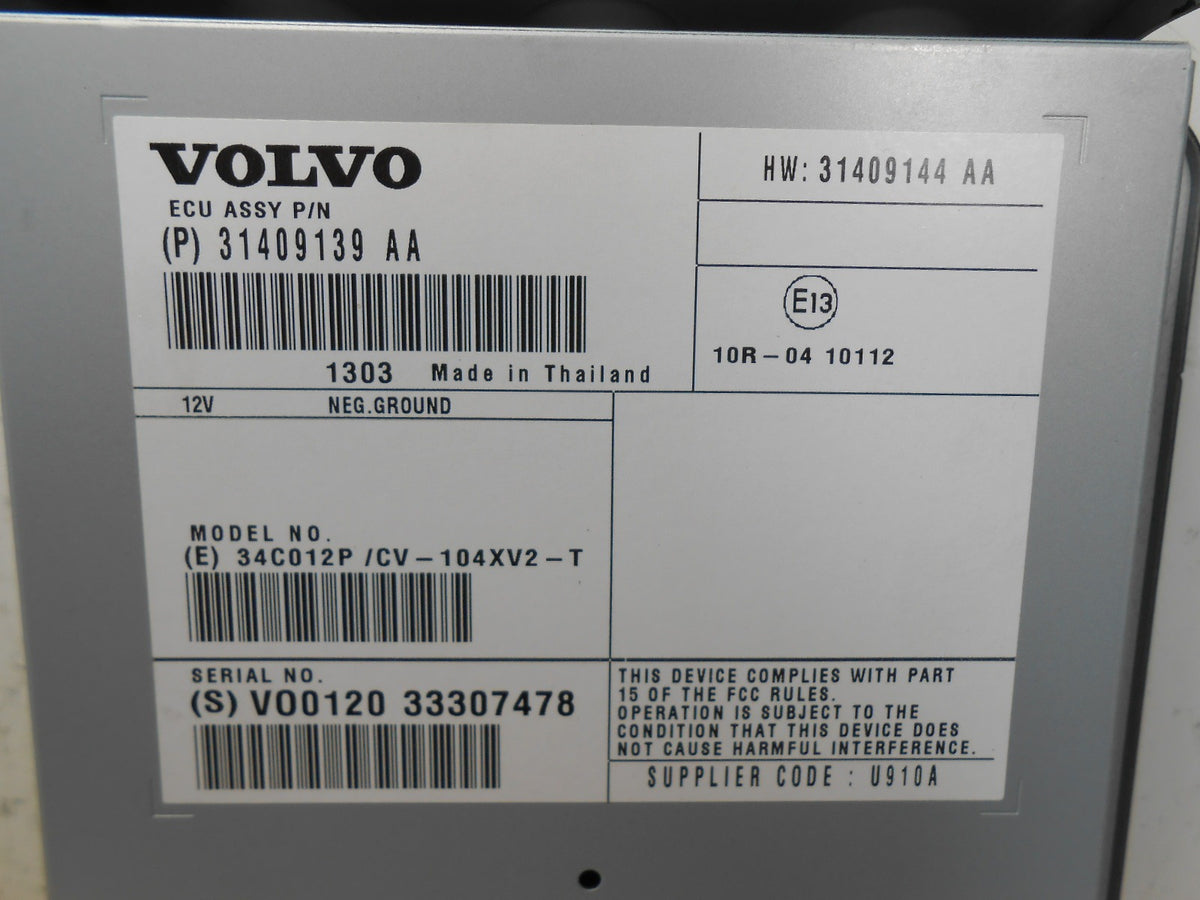 VOLVO
ECU ASSY P/N
(P) 31409139 AA
1303 Made in Thailand
HW: 31409144 AA
E13
10R-04 10112
12V NEG.GROUND
MODEL NO.
(E) 34C012P /CV-104XV2-T
SERIAL NO.
(S) VO0120 33307478
THIS DEVICE COMPLIES WITH PART
15 OF THE FCC RULES.
OPERATION IS SUBJECT TO THE
CONDITION THAT THIS DEVICE DOES
NOT CAUSE HARMFUL INTERFERENCE.
SUPPLIER CODE : U910A